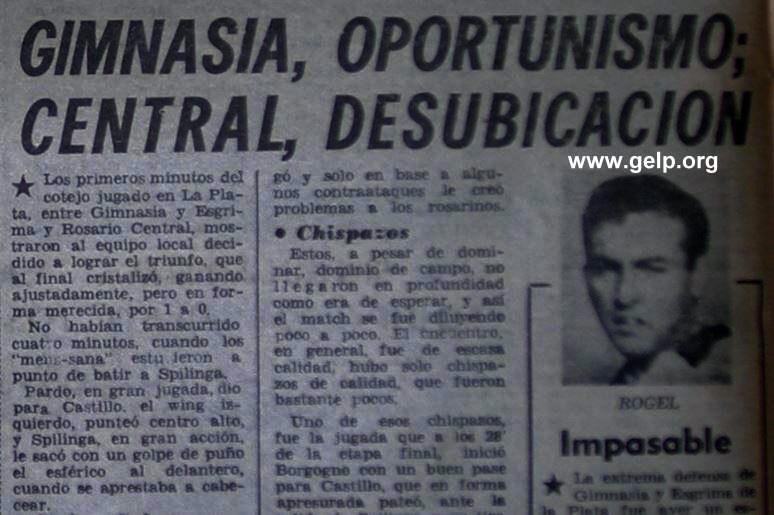 GIMNASIA, OPORTUNISMO;
CENTRAL, DESUBICACION
www.gelp.org
★ Los primeros minutos del
cotejo jugado en La Pla-
ta, entre Gimnasia y Esgri-
ma y Rosario Central, mos-
traron al equipo local deci-
dido a lograr el triunfo, que
al final cristalizó, ganando
ajustadamente, pero en for-
ma merecida, por 1 a 0.
No habían transcurrido
cuatro minutos, cuando los
"mens-sana" estu ieron a
punto de batir a Spilinga.
Pardo, en gran jugada, dio
para Castillo, el wing iz-
quierdo, punteó centro alto,
y Spilinga, en gran acción,
le sacó con un golpe de puño
el esférico al delantero,
cuando se aprestaba a cabe-
cear.
gó y solo en base a algu-
nos contraataques le creó
problemas a los rosarinos.
• Chispazos
Estos, a pesar de domi-
nar, dominio de campo, no
llegaron en profundidad
como era de esperar, y así
el match se fue diluyendo
poco a poco. El encuentro,
en general, fue de escasa
calidad, hubo solo chispa-
zos de calidad, que fueron
bastante pocos.
Uno de esos chispazos,
fue la jugada que a los 28'
de la etapa final, inició
Borgogno con un buen pase
para Castillo, que en forma
apresurada pateó, ante la
ROGEL
Impasable
★ La extrema defensa de
Gimnasia y Esgrima de
la Plata fue ayer un es-